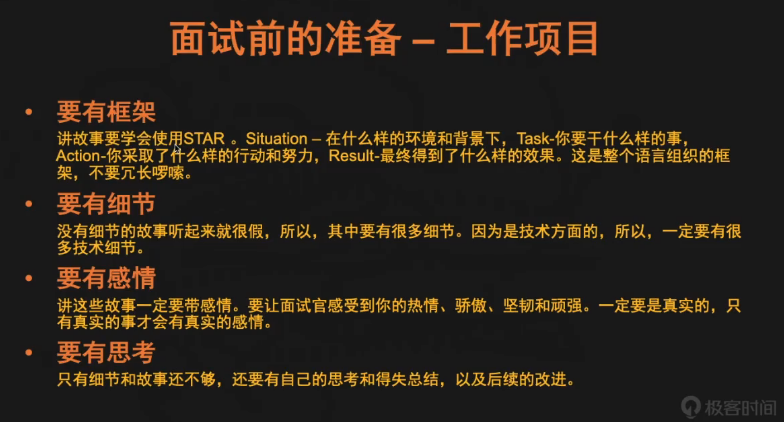 面试前的准备 – 工作项目
• 要有框架
讲故事要学会使用STAR 。Situation – 在什么样的环境和背景下，Task-你要干什么样的事，
Action-你采取了什么样的行动和努力，Result-最终得到了什么样的效果。这是整个语言组织的框
架，不要冗长啰嗦。
• 要有细节
没有细节的故事听起来就很假，所以，其中要有很多细节。因为是技术方面的，所以，一定要有很
多技术细节。
• 要有感情
讲这些故事一定要带感情。要让面试官感受到你的热情、骄傲、坚韧和顽强。一定要是真实的，只
有真实的事才会有真实的感情。
• 要有思考
只有细节和故事还不够，还要有自己的思考和得失总结，以及后续的改进。
极客时间